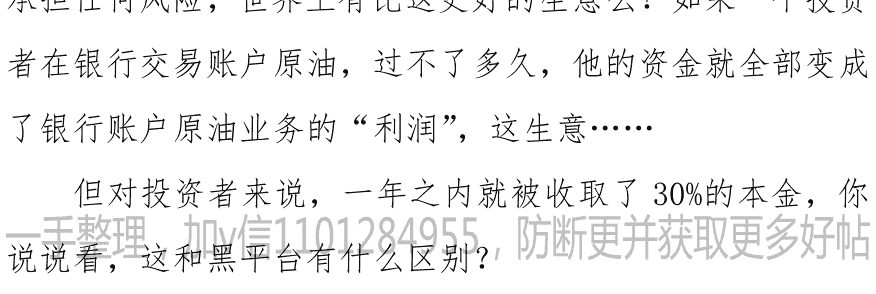 承担任何风险，世界上有比这更好的生意么？如果一个投资
者在银行交易账户原油，过不了多久，他的资金就全部变成
了银行账户原油业务的“利润”，这生意……
但对投资者来说，一年之内就被收取了30%的本金，你
一手整理，加v信1101284955，防断更并获取更多好帖
说说看，这和黑平台有什么区别？